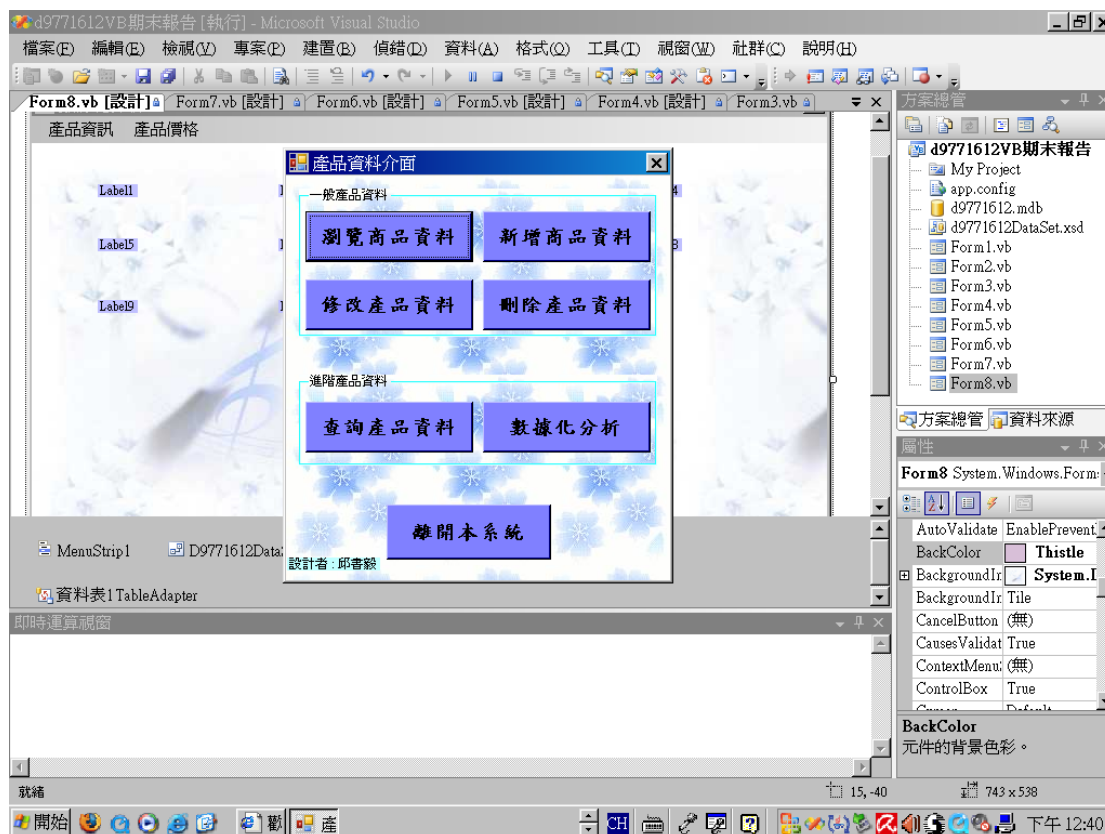 d9771612VB期末報告 [執行] - Microsoft Visual Studio
檔案(F) 編輯(E) 檢視(V) 專案(P) 建置(B) 偵錯(D) 資料(A) 格式(O) 工具(T) 視窗(W) 社群(C) 說明(H)
Form8.vb [設計] Form7.vb [設計] Form6.vb [設計] Form5.vb [設計] Form4.vb [設計] Form3.vb
產品資訊 產品價格
Label1
Label5
Label9
產品資料介面
一般產品資料
瀏覽商品資料 新增商品資料
修改產品資料 刪除產品資料
進階產品資料
查詢產品資料 數據化分析
離開本系統
設計者 : 邱書毅
MenuStrip1 D9771612Data
資料表1TableAdapter
即時運算視窗
方案總管
d9771612VB期末報告
My Project
app.config
d9771612.mdb
d9771612DataSet.xsd
Form1.vb
Form2.vb
Form3.vb
Form4.vb
Form5.vb
Form6.vb
Form7.vb
Form8.vb
方案總管 資料來源
屬性
Form8 System.Windows.Form
AutoValidate EnablePrevent
BackColor Thistle
BackgroundIr System.I
BackgroundIr Tile
CancelButton (無)
CausesValidat True
ContextMenu (無)
ControlBox True
Cursor Default
BackColor
元件的背景色彩。
就緒 15, -40 743 x 538
開始 歡 產 CH 下午 12:40